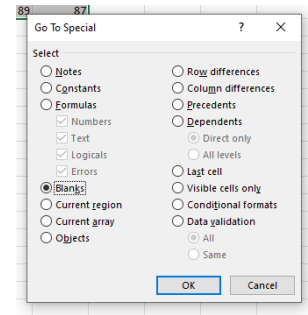 89 87
Go To Special ? ×
Select
Notes
Constants
Formulas
Numbers
Text
Logicals
Errors
Blanks
Current region
Current array
Objects
Row differences
Column differences
Precedents
Dependents
Direct only
All levels
Last cell
Visible cells only
Conditional formats
Data validation
All
Same
OK Cancel